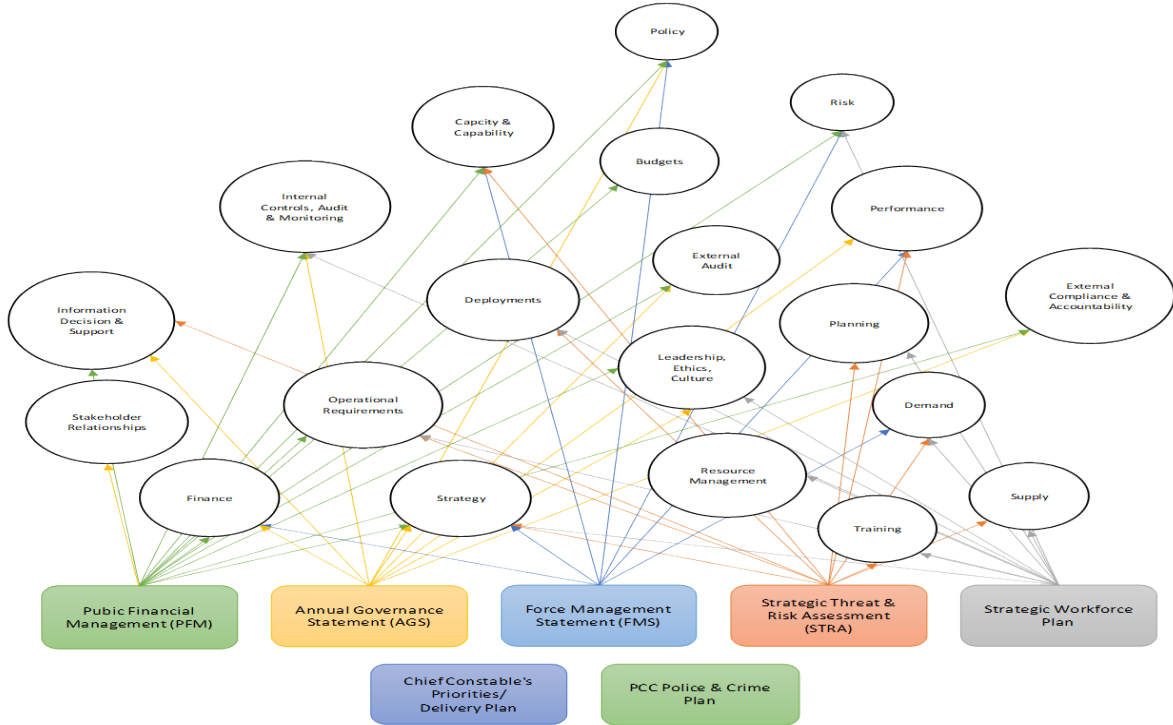 Policy
Risk
Capcity &
Capability
Budgets
Internal
Controls, Audit
& Monitoring
Performance
External
Audit
External
Compliance &
Accountability
Deployments
Information
Decision &
Support
Planning
Leadership,
Ethics,
Culture
Operational
Requirements
Demand
Stakeholder
Relationships
Resource
Management
Finance
Strategy
Supply
Training
Pubic Financial
Management (PFM)
Annual Governance
Statement (AGS)
Force Management
Statement (FMS)
Strategic Threat &
Risk Assessment
(STRA)
Strategic Workforce
Plan
Chief Constable's
Priorities/
Delivery Plan
PCC Police & Crime
Plan